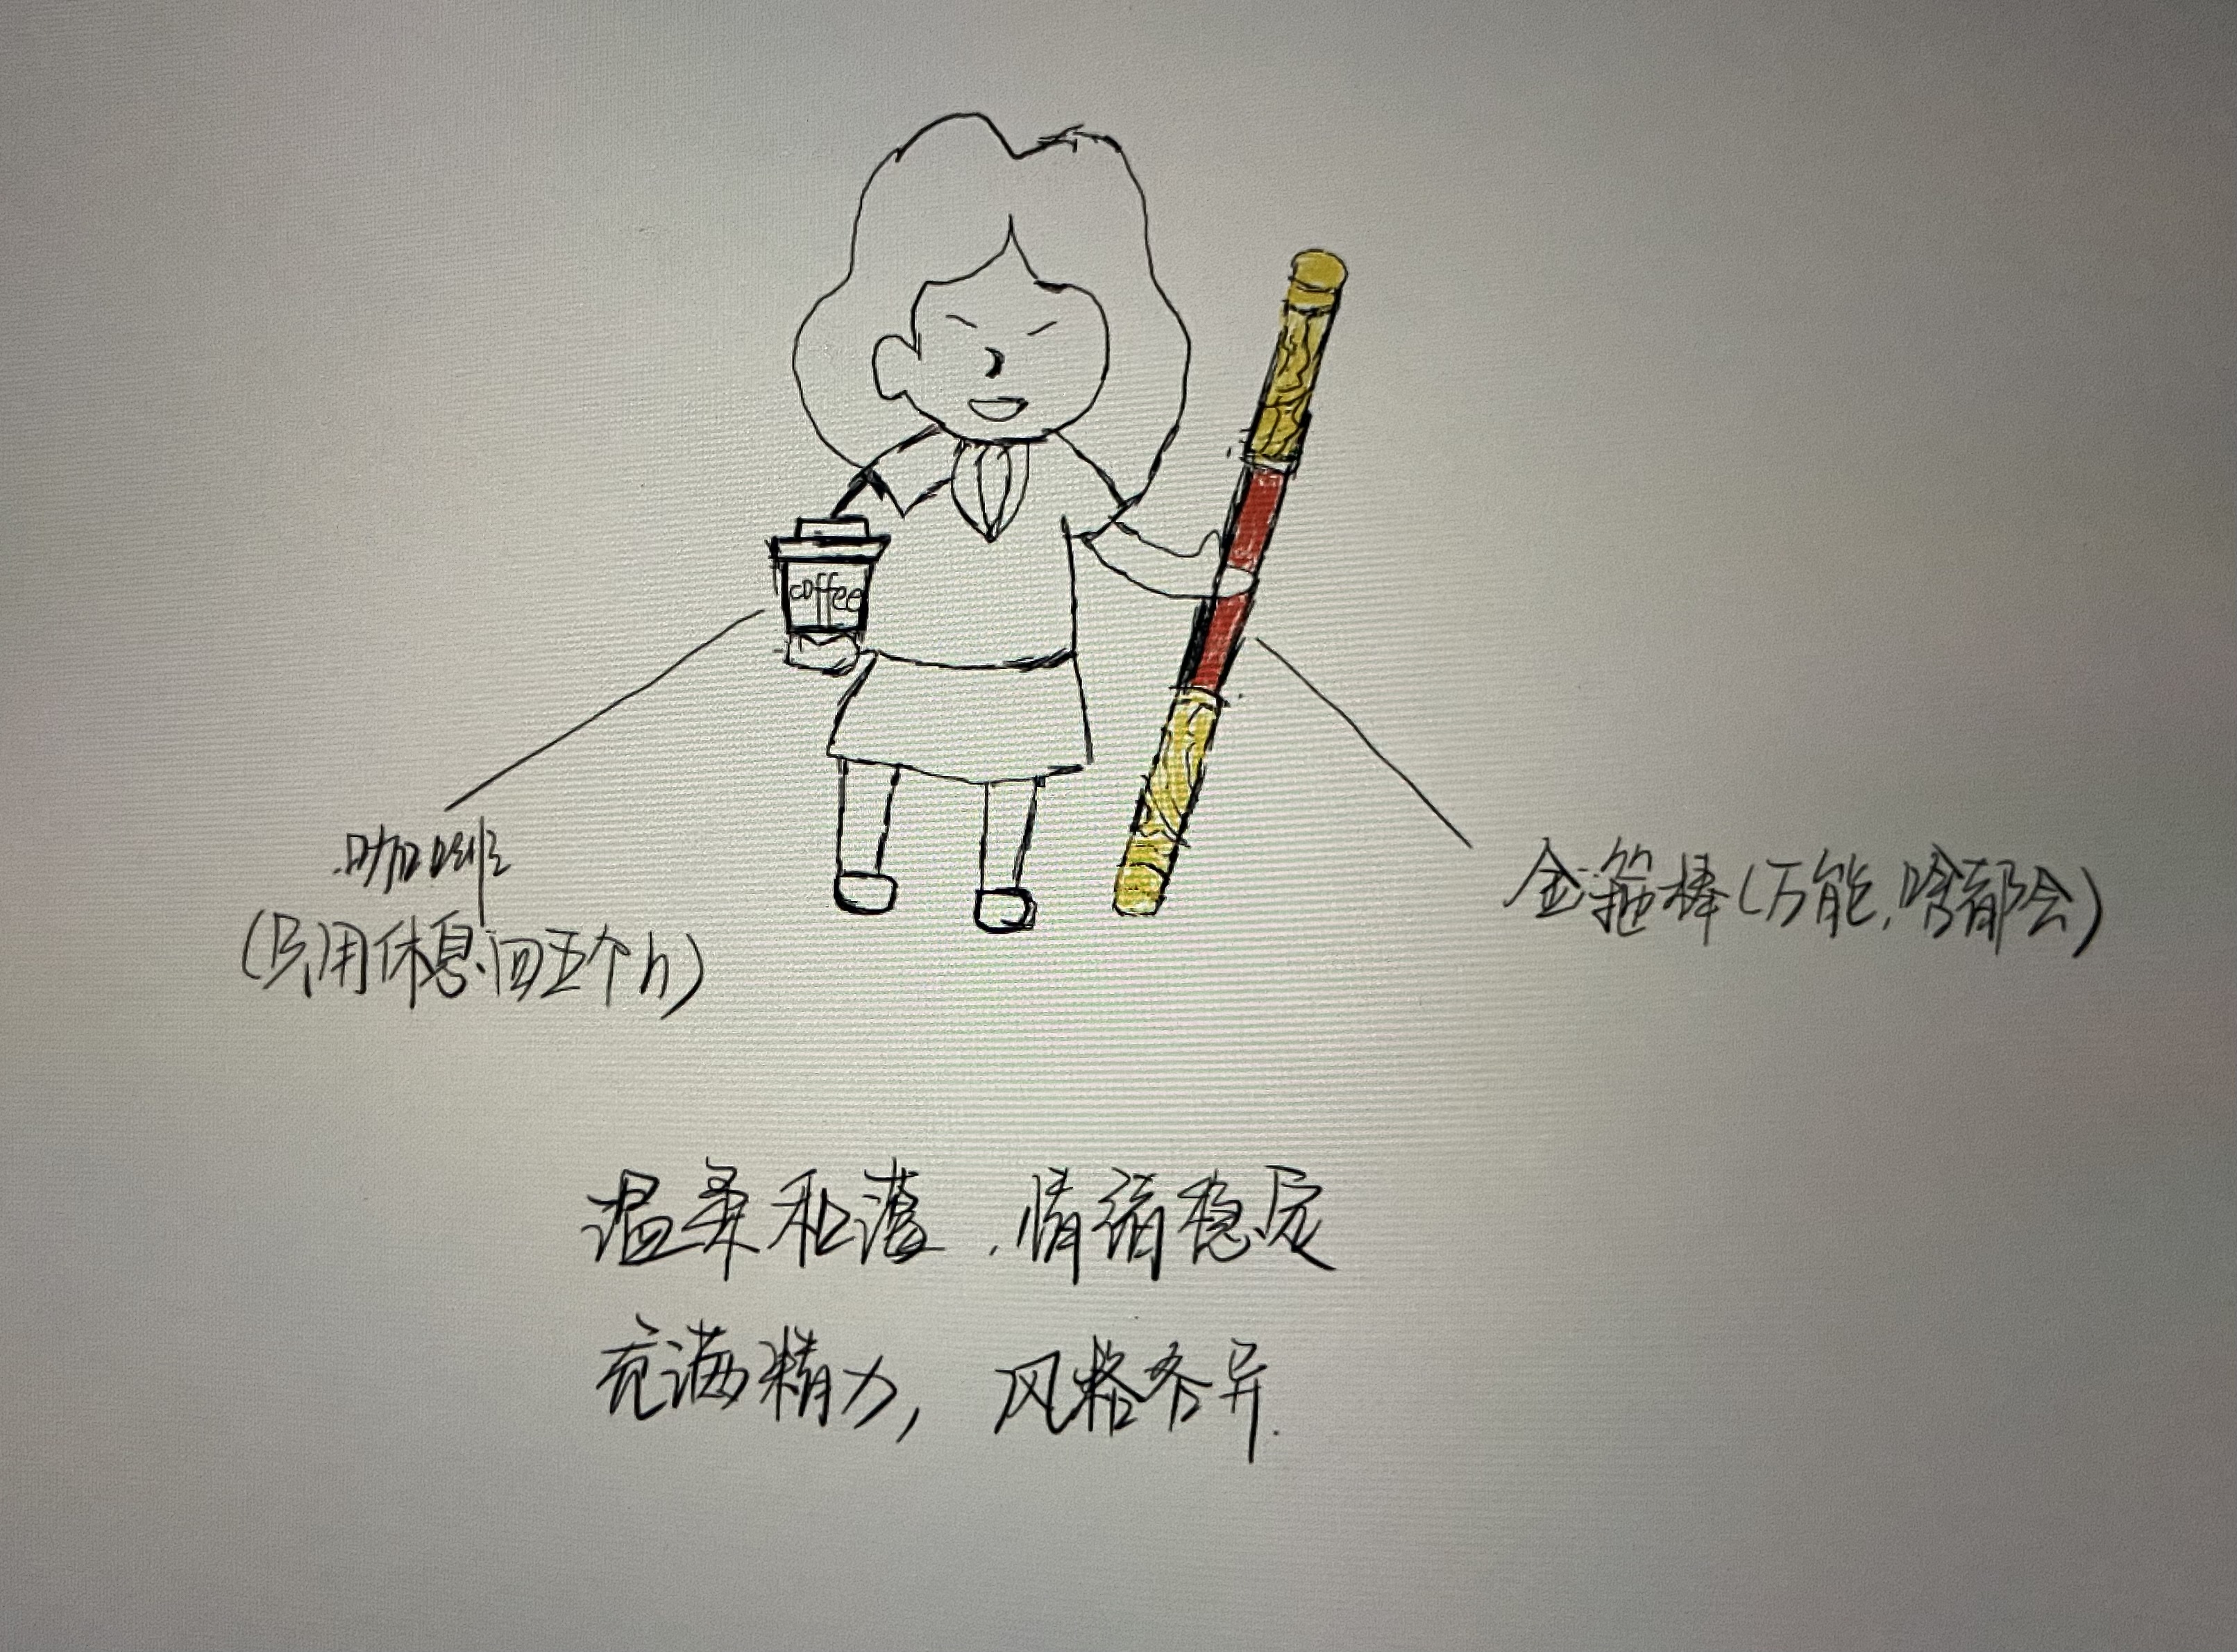 coffee
咖啡
(只用休息四五个h)
金箍棒(万能,啥都会)
温柔和蔼,情绪稳定
充满精力,风格各异.